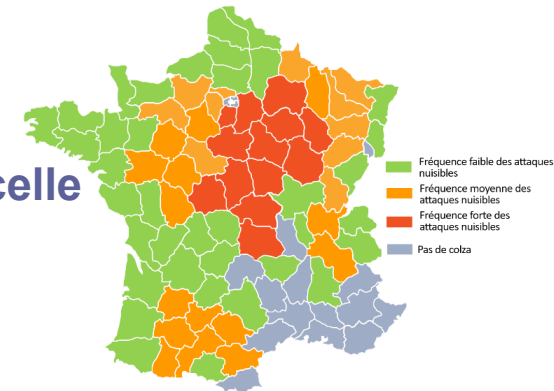 celle
Fréquence faible des attaques
nuisibles
Fréquence moyenne des
attaques nuisibles
Fréquence forte des
attaques nuisibles
Pas de colza